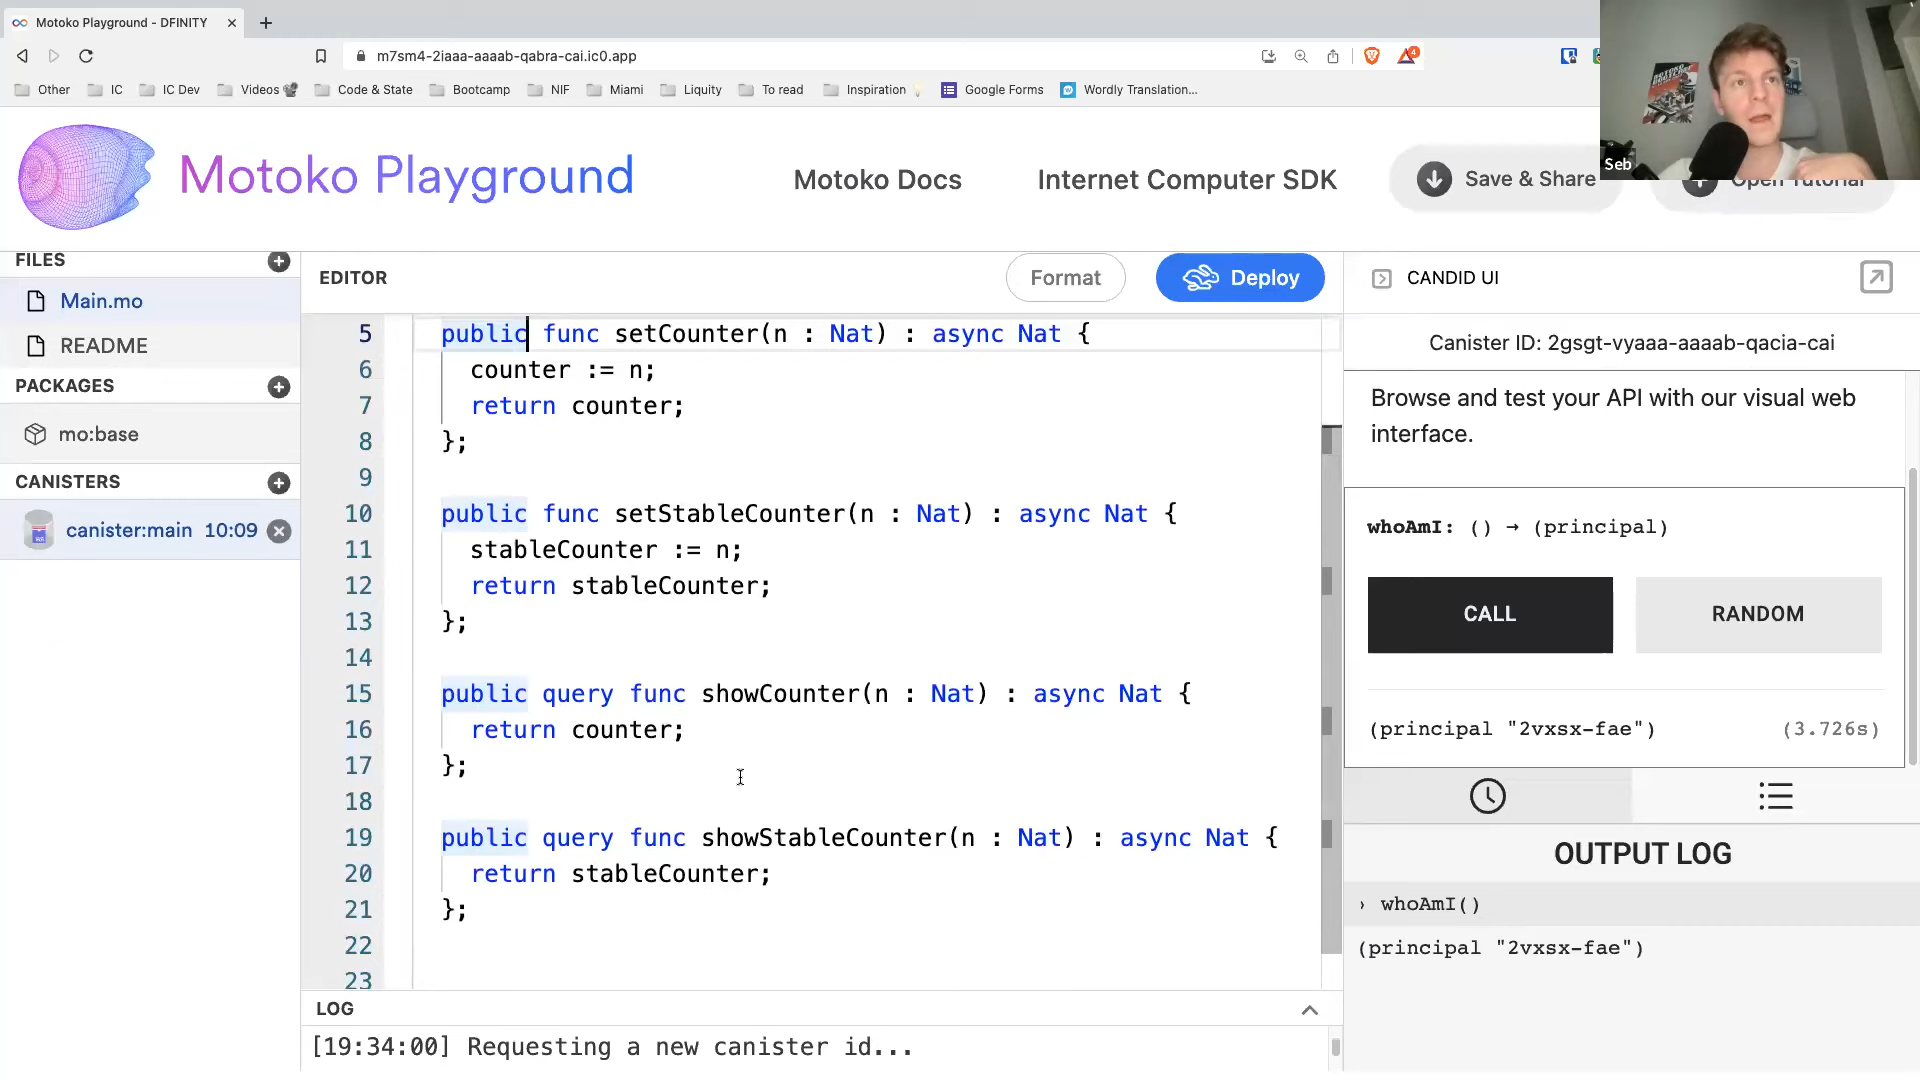 Motoko Playground - DFINITY
m7sm4-2iaaa-aaaab-qabra-cai.ic0.app
4
Other
IC
IC Dev
Videos
Code & State
Bootcamp
NIF
Miami
Liquity
To read
Inspiration
Google Forms
Wordly Translation...
Seb
Motoko Playground
Motoko Docs
Internet Computer SDK
Save & Share
Open Tutorial
FILES
Main.mo
README
PACKAGES
mo:base
CANISTERS
canister:main 10:09
EDITOR
Format
Deploy
5 public func setCounter(n : Nat) : async Nat {
6 counter := n;
7 return counter;
8 };
9
10 public func setStableCounter(n : Nat) : async Nat {
11 stableCounter := n;
12 return stableCounter;
13 };
14
15 public query func showCounter(n : Nat) : async Nat {
16 return counter;
17 };
18
19 public query func showStableCounter(n : Nat) : async Nat {
20 return stableCounter;
21 };
22
23
LOG
[19:34:00] Requesting a new canister id...
CANDID UI
Canister ID: 2gsgt-vyaaa-aaaab-qacia-cai
Browse and test your API with our visual web
interface.
whoAmI: () → (principal)
CALL
RANDOM
(principal "2vxsx-fae")
(3.726s)
OUTPUT LOG
› whoAmI()
(principal "2vxsx-fae")